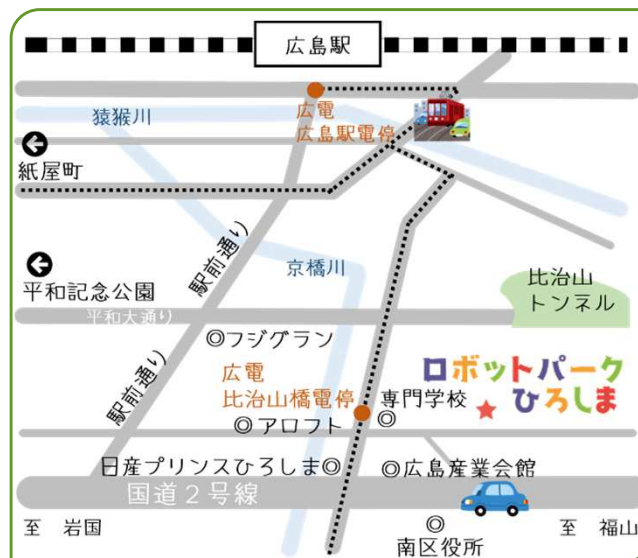 広島駅
猿猴川
広電
広島駅電停
紙屋町
駅前通り
京橋川
平和記念公園
平和大通り
比治山
トンネル
◎フジグラン
駅前通り
広電
比治山橋電停
専門学校
◎
ロボットパーク
ひろしま
◎アロフト
日産プリンスひろしま◎
◎広島産業会館
国道2号線
至 岩国
◎
南区役所
至 福山